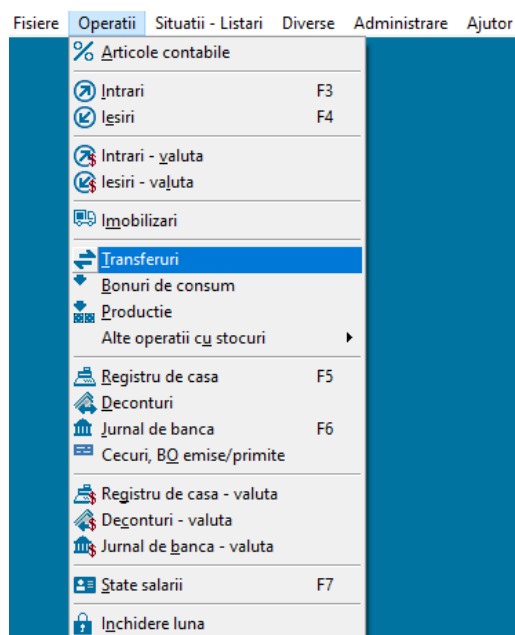 Fisiere Operatii Situatii - Listari Diverse Administrare Ajutor
Articole contabile
Intrari F3
Iesiri F4
Intrari - valuta
Iesiri - valuta
Imobilizari
Transferuri
Bonuri de consum
Productie
Alte operatii cu stocuri
Registru de casa F5
Deconturi
Jurnal de banca F6
Cecuri, BO emise/primite
Registru de casa - valuta
Deconturi - valuta
Jurnal de banca - valuta
State salarii F7
Inchidere luna